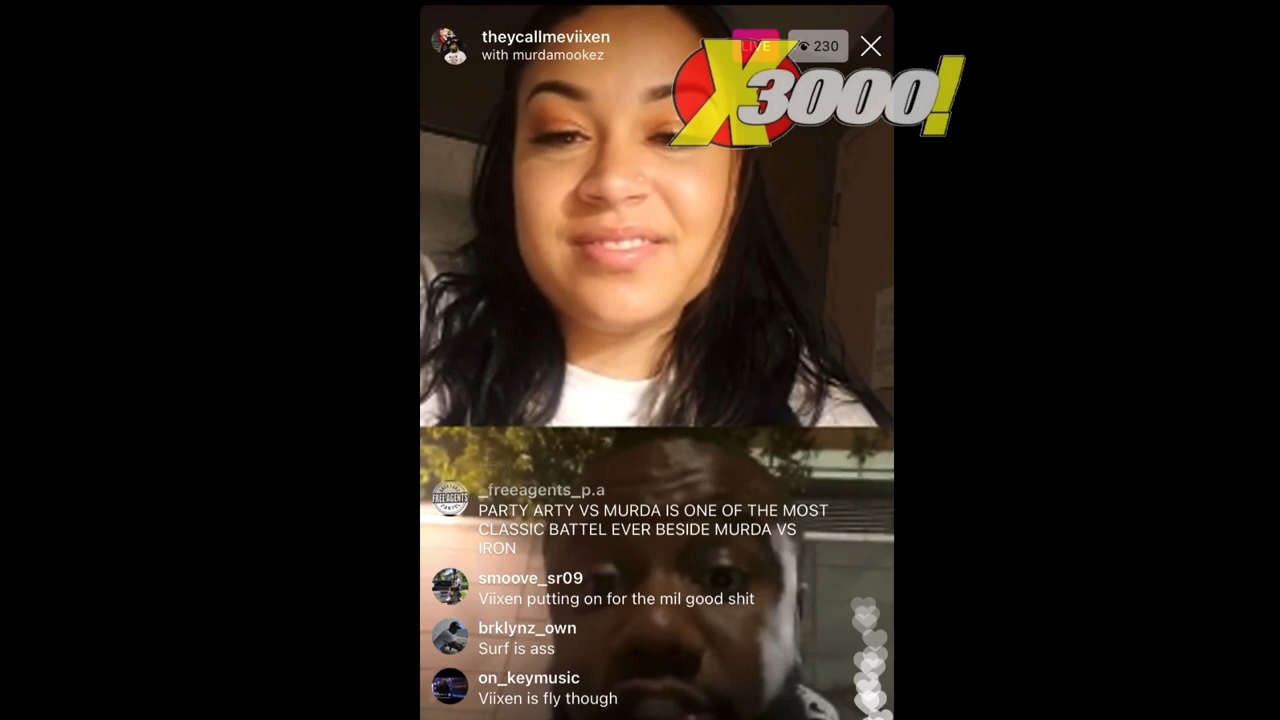 theycallmeviixen
with murdamookez
LIVE
230
X3000!
_freeagents_p.a
PARTY ARTY VS MURDA IS ONE OF THE MOST
CLASSIC BATTEL EVER BESIDE MURDA VS
IRON
smoove_sr09
Viixen putting on for the mil good shit
brklynz_own
Surf is ass
on_keymusic
Viixen is fly though
FREE AGENTS